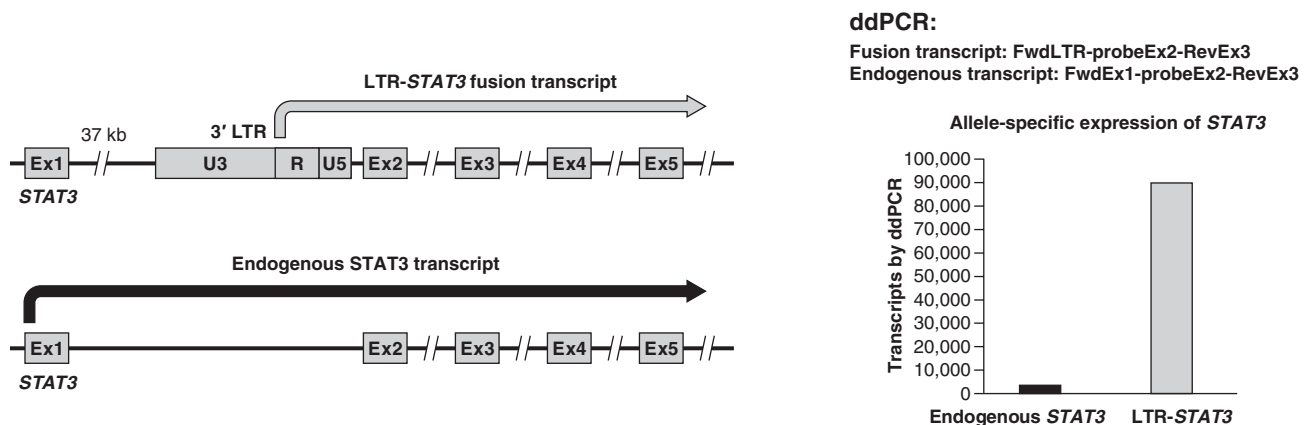 LTR-STAT3 fusion transcript
3′ LTR
37 kb
Ex1 U3 R U5 Ex2 Ex3 Ex4 Ex5
STAT3
Endogenous STAT3 transcript
Ex1 Ex2 Ex3 Ex4 Ex5
STAT3
ddPCR:
Fusion transcript: FwdLTR-probeEx2-RevEx3
Endogenous transcript: FwdEx1-probeEx2-RevEx3
Allele-specific expression of STAT3
Transcripts by ddPCR
100,000
90,000
80,000
70,000
60,000
50,000
40,000
30,000
20,000
10,000
0
Endogenous STAT3 LTR-STAT3